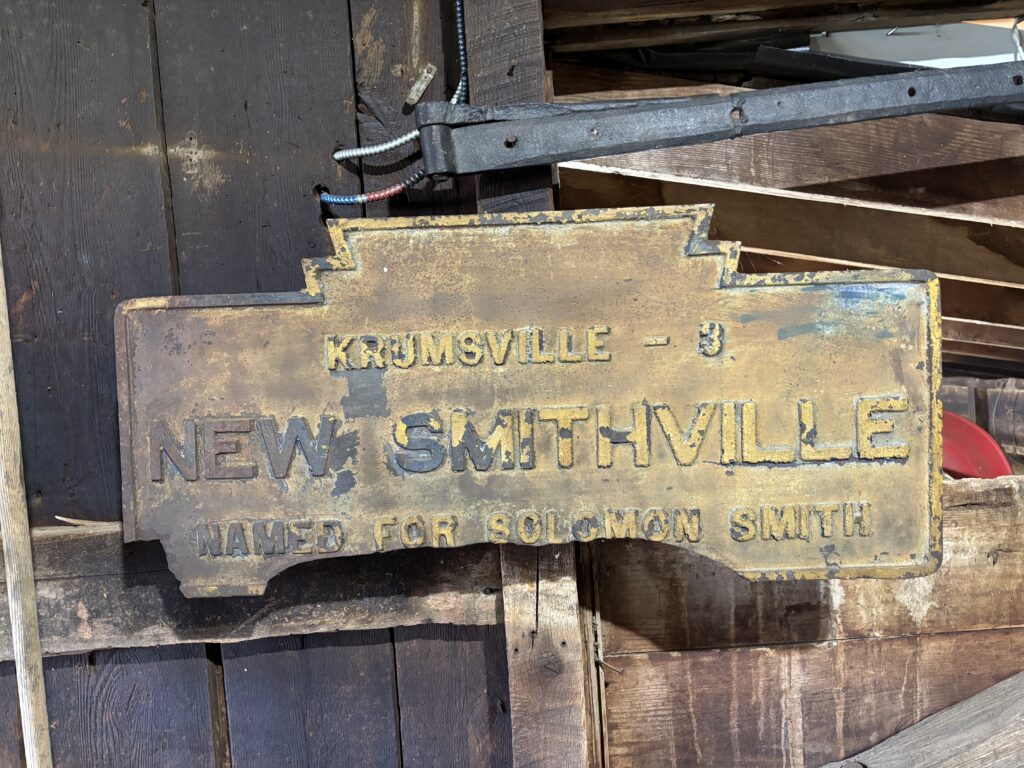 KRUMSVILLE - 3
NEW SMITHVILLE
NAMED FOR SOLOMON SMITH